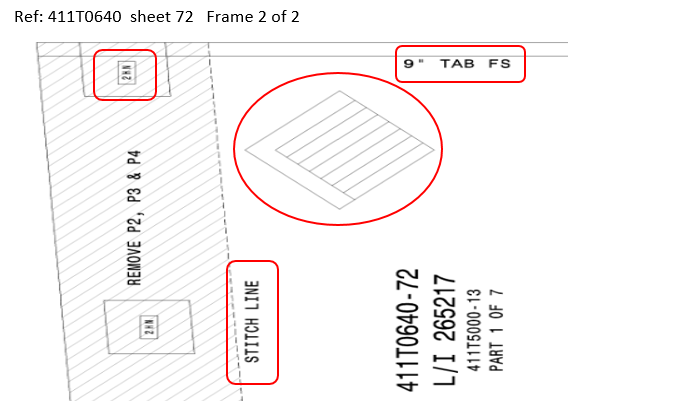 Ref: 411T0640 sheet 72 Frame 2 of 2
2HN
9" TAB FS
REMOVE P2, P3 & P4
STITCH LINE
2HN
411T0640-72
L/I 265217
411T5000-13
PART 1 OF 7